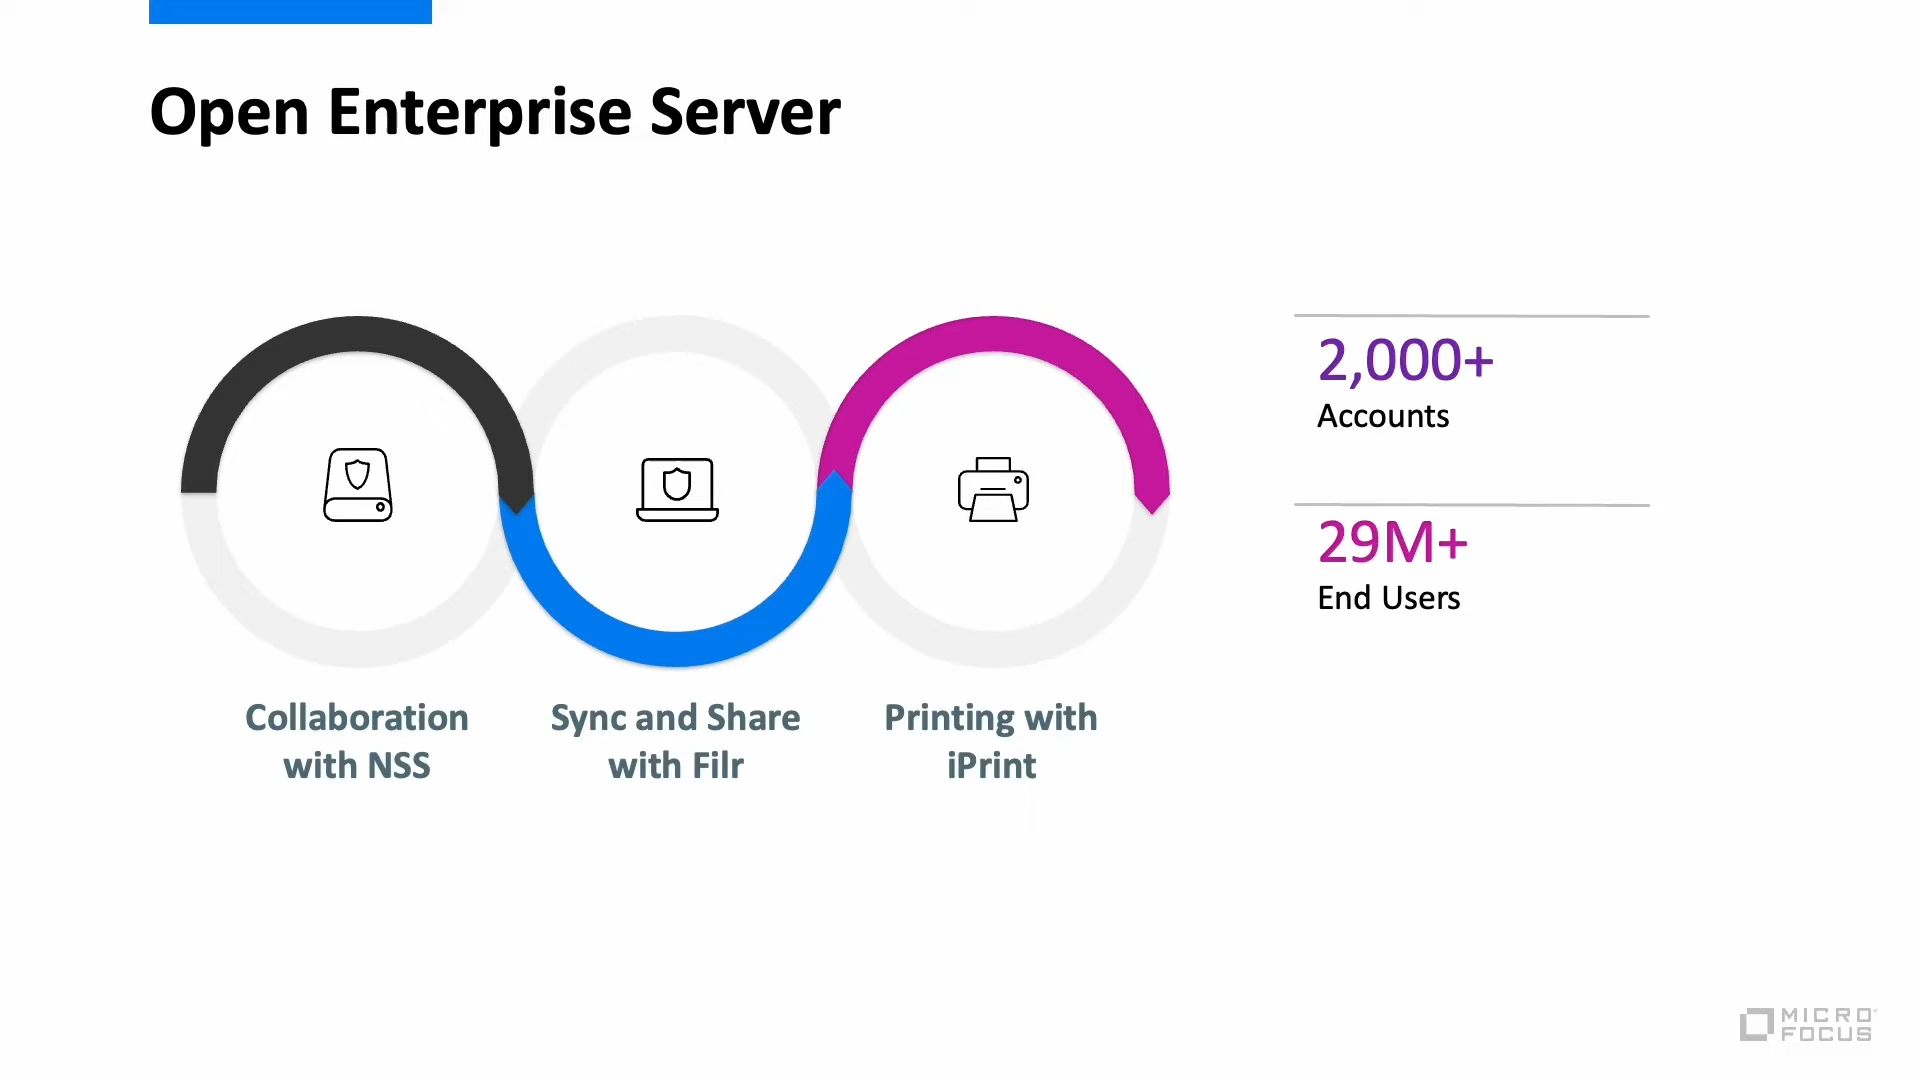 Open Enterprise Server
Collaboration
with NSS
Sync and Share
with Filr
Printing with
iPrint
2,000+
Accounts
29M+
End Users
MICRO
FOCUS